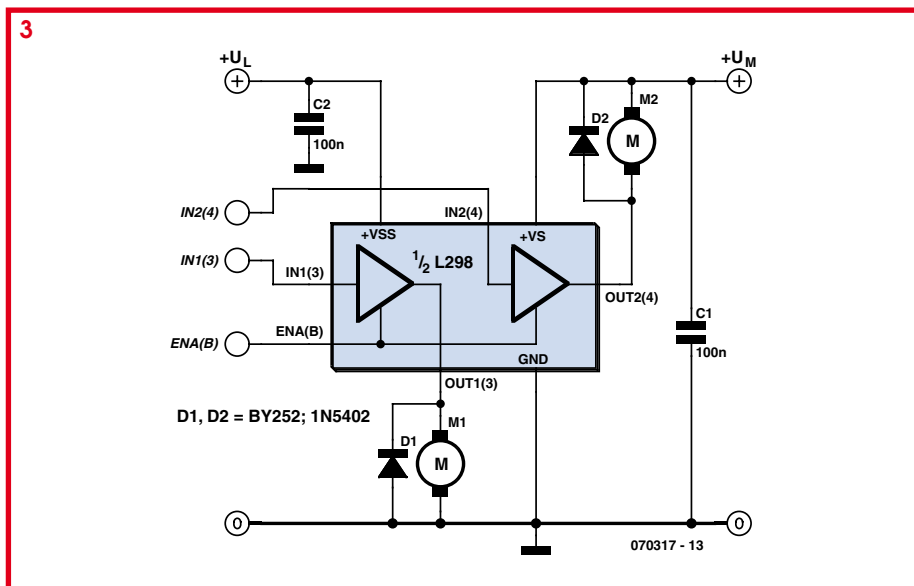 3
+UL
+UM
C2
100n
D2
M2
M
IN2(4)
IN2(4)
+VSS
+VS
IN1(3)
IN1(3)
1/2 L298
OUT2(4)
C1
100n
ENA(B)
ENA(B)
GND
OUT1(3)
D1, D2 = BY252; 1N5402
D1
M1
M
0
0
070317 - 13